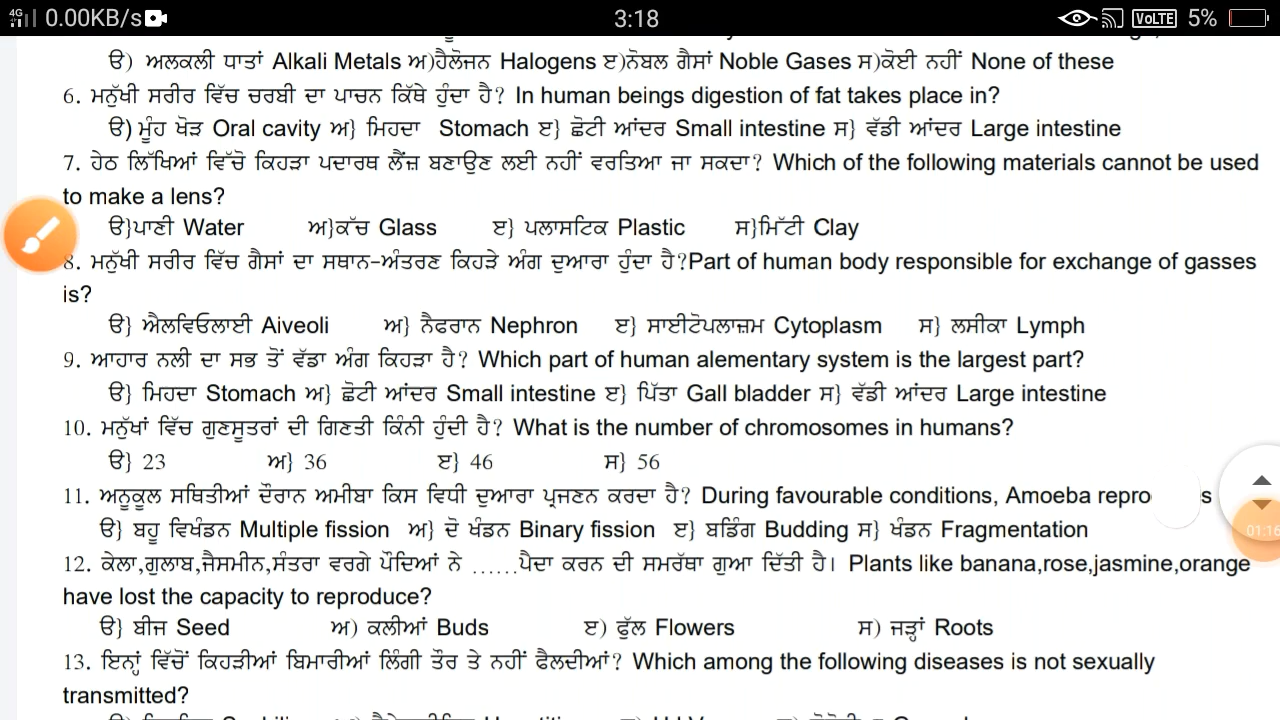 4G 0.00KB/s 3:18 VoLTE 5%
ੳ) ਅਲਕਲੀ ਧਾਤਾਂ Alkali Metals ਅ)ਹੈਲੋਜਨ Halogens ੲ)ਨੋਬਲ ਗੈਸਾਂ Noble Gases ਸ)ਕੋਈ ਨਹੀਂ None of these
6. ਮਨੁੱਖੀ ਸਰੀਰ ਵਿੱਚ ਚਰਬੀ ਦਾ ਪਾਚਨ ਕਿੱਥੇ ਹੁੰਦਾ ਹੈ? In human beings digestion of fat takes place in?
ੳ) ਮੂੰਹ ਖੋੜ Oral cavity ਅ} ਮਿਹਦਾ Stomach ੲ} ਛੋਟੀ ਆਂਦਰ Small intestine ਸ} ਵੱਡੀ ਆਂਦਰ Large intestine
7. ਹੇਠ ਲਿੱਖਿਆਂ ਵਿੱਚੋ ਕਿਹੜਾ ਪਦਾਰਥ ਲੈਂਜ਼ ਬਣਾਉਣ ਲਈ ਨਹੀਂ ਵਰਤਿਆ ਜਾ ਸਕਦਾ? Which of the following materials cannot be used
to make a lens?
ੳ}ਪਾਣੀ Water ਅ}ਕੱਚ Glass ੲ} ਪਲਾਸਟਿਕ Plastic ਸ}ਮਿੱਟੀ Clay
8. ਮਨੁੱਖੀ ਸਰੀਰ ਵਿੱਚ ਗੈਸਾਂ ਦਾ ਸਥਾਨ-ਅੰਤਰਣ ਕਿਹੜੇ ਅੰਗ ਦੁਆਰਾ ਹੁੰਦਾ ਹੈ?Part of human body responsible for exchange of gasses
is?
ੳ} ਐਲਵਿਓਲਾਈ Aiveoli ਅ} ਨੈਫਰਾਨ Nephron ੲ} ਸਾਈਟੋਪਲਾਜ਼ਮ Cytoplasm ਸ} ਲਸੀਕਾ Lymph
9. ਆਹਾਰ ਨਲੀ ਦਾ ਸਭ ਤੋਂ ਵੱਡਾ ਅੰਗ ਕਿਹੜਾ ਹੈ? Which part of human alementary system is the largest part?
ੳ} ਮਿਹਦਾ Stomach ਅ} ਛੋਟੀ ਆਂਦਰ Small intestine ੲ} ਪਿੱਤਾ Gall bladder ਸ} ਵੱਡੀ ਆਂਦਰ Large intestine
10. ਮਨੁੱਖਾਂ ਵਿੱਚ ਗੁਣਸੂਤਰਾਂ ਦੀ ਗਿਣਤੀ ਕਿੰਨੀ ਹੁੰਦੀ ਹੈ? What is the number of chromosomes in humans?
ੳ} 23 ਅ} 36 ੲ} 46 ਸ} 56
11. ਅਨੂਕੂਲ ਸਥਿਤੀਆਂ ਦੌਰਾਨ ਅਮੀਬਾ ਕਿਸ ਵਿਧੀ ਦੁਆਰਾ ਪ੍ਰਜਣਨ ਕਰਦਾ ਹੈ? During favourable conditions, Amoeba
ੳ} ਬਹੂ ਵਿਖੰਡਨ Multiple fission ਅ} ਦੋ ਖੰਡਨ Binary fission ੲ} ਬਡਿੰਗ Budding ਸ} ਖੰਡਨ Fragmentation 01:16
12. ਕੇਲਾ,ਗੁਲਾਬ,ਜੈਸਮੀਨ,ਸੰਤਰਾ ਵਰਗੇ ਪੌਦਿਆਂ ਨੇ ......ਪੈਦਾ ਕਰਨ ਦੀ ਸਮਰੱਥਾ ਗੁਆ ਦਿੱਤੀ ਹੈ। Plants like banana,rose,jasmine,orange
have lost the capacity to reproduce?
ੳ} ਬੀਜ Seed ਅ) ਕਲੀਆਂ Buds ੲ) ਫੁੱਲ Flowers ਸ) ਜੜ੍ਹਾਂ Roots
13. ਇਨ੍ਹਾਂ ਵਿੱਚੋਂ ਕਿਹੜੀਆਂ ਬਿਮਾਰੀਆਂ ਲਿੰਗੀ ਤੌਰ ਤੇ ਨਹੀਂ ਫੈਲਦੀਆਂ? Which among the following diseases is not sexually
transmitted?